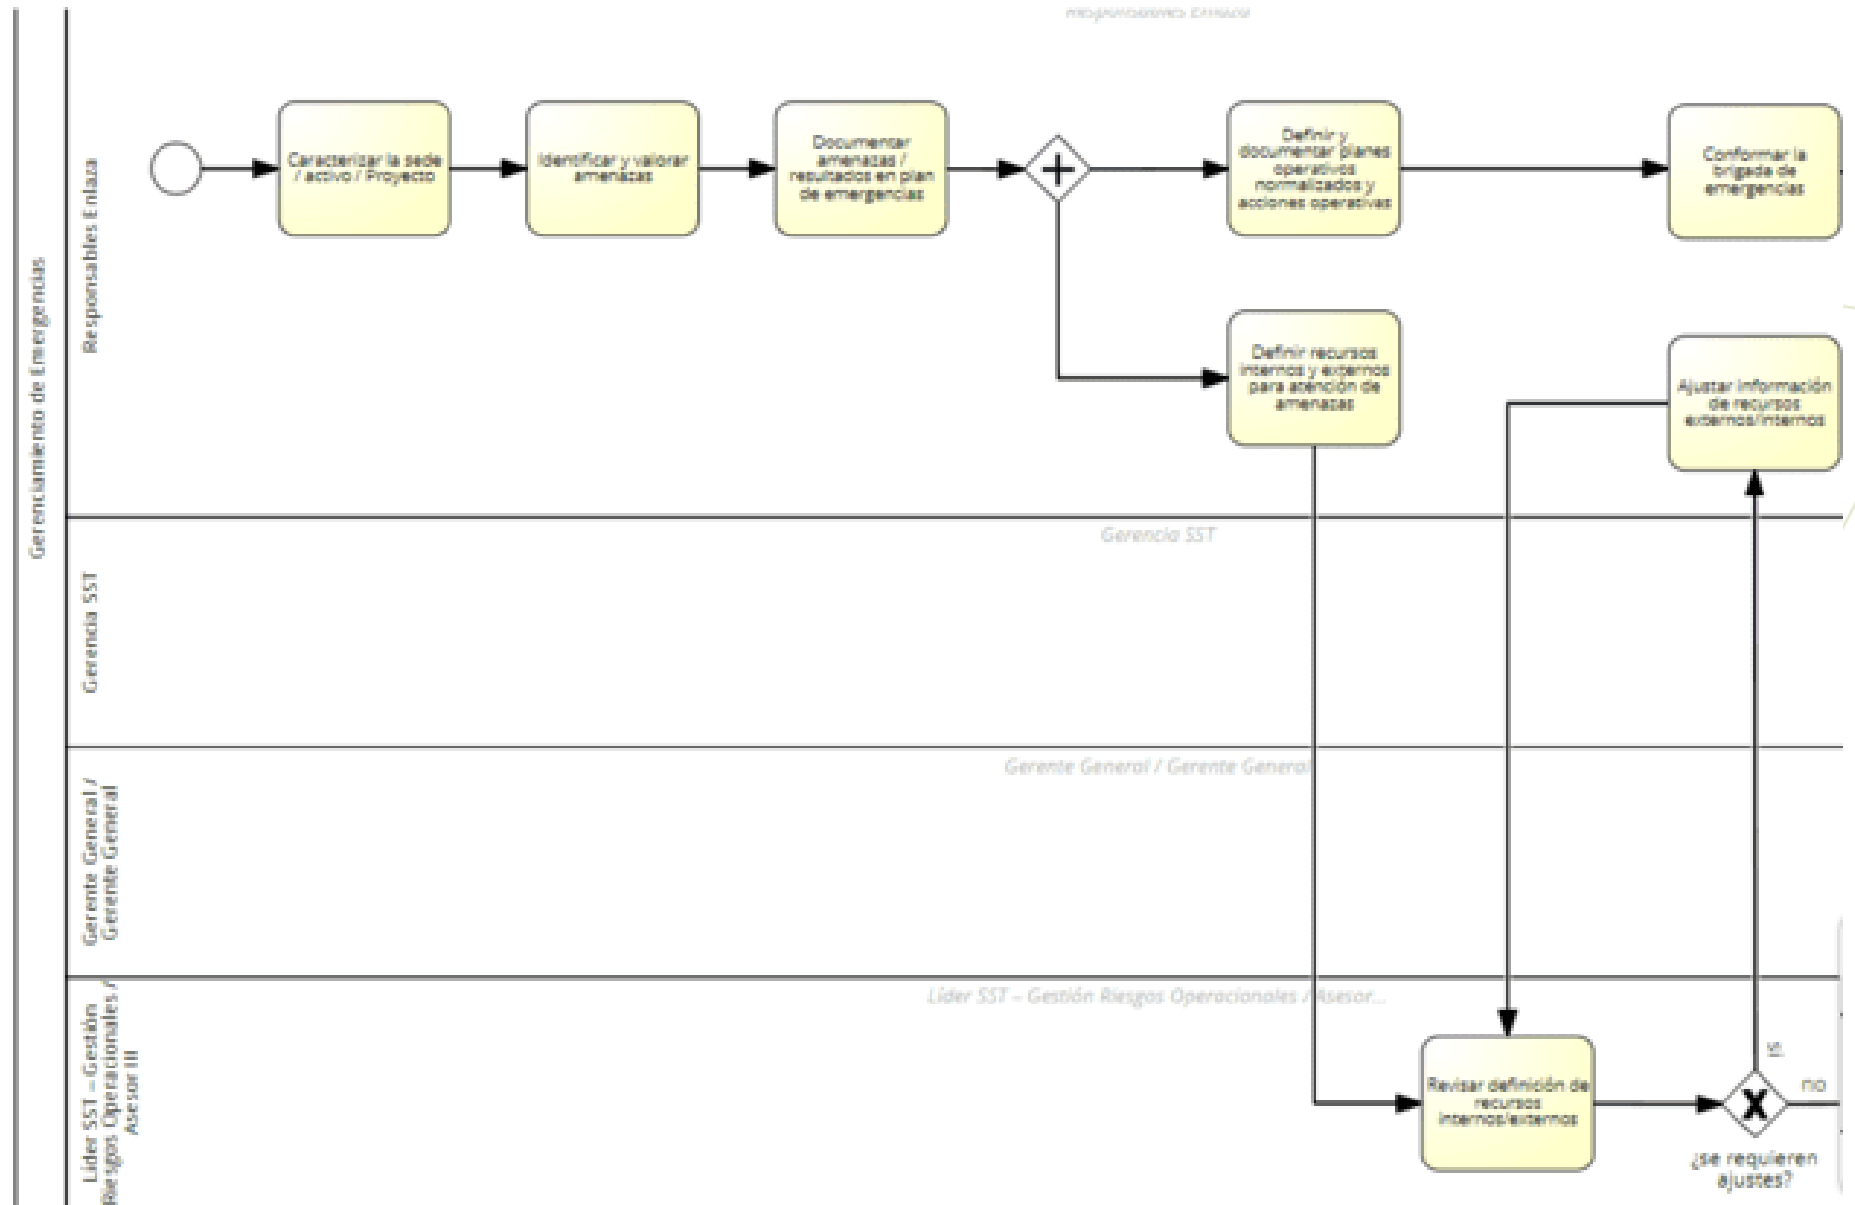 Responsables Enlaza
Gerenciamiento de Emergencias
Responsables Enlaza
Caracterizar la sede
/ activo / Proyecto
Identificar y valorar
amenazas
Documentar
amenazas /
resultados en plan
de emergencias
Definir y
documentar planes
operativos
normalizados y
acciones operativas
Conformar la
brigada de
emergencias
Definir recursos
internos y externos
para atención de
amenazas
Ajustar información
de recursos
externos/internos
Gerencia SST
Gerencia SST
Gerente General / Gerente General
Gerente General /
Gerente General
Líder SST – Gestión Riesgos Operacionales / Asesor...
Líder SST – Gestión
Riesgos Operacionales /
Asesor III
Revisar definición de
recursos
internos/externos
si
no
¿se requieren
ajustes?